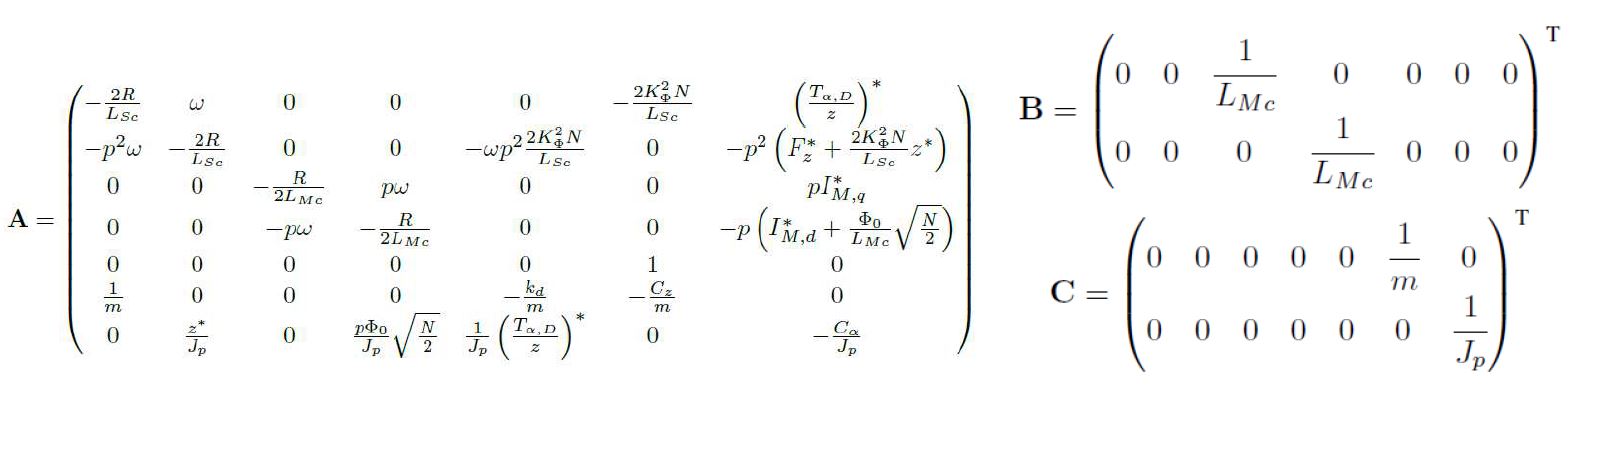 A = ( −2R/L_{Sc}  ω  0  0  0  −2K_Φ^2 N/L_{Sc}  (T_{α,D}/z)^*
−p^2ω  −2R/L_{Sc}  0  0  −ωp^2 2K_Φ^2 N/L_{Sc}  0  −p^2 (F_z^* + 2K_Φ^2 N/L_{Sc} z^*)
0  0  −R/2L_{Mc}  pω  0  0  pI_{M,q}^*
0  0  −pω  −R/2L_{Mc}  0  0  −p (I_{M,d}^* + Φ_0/L_{Mc} √(N/2))
0  0  0  0  0  1  0
1/m  0  0  0  −k_d/m  −C_z/m  0
0  z^*/J_p  0  pΦ_0/J_p √(N/2)  1/J_p (T_{α,D}/z)^*  0  −C_α/J_p )
B = ( 0  0  1/L_{Mc}  0  0  0  0
0  0  0  1/L_{Mc}  0  0  0 )^T
C = ( 0  0  0  0  0  1/m  0
0  0  0  0  0  0  1/J_p )^T